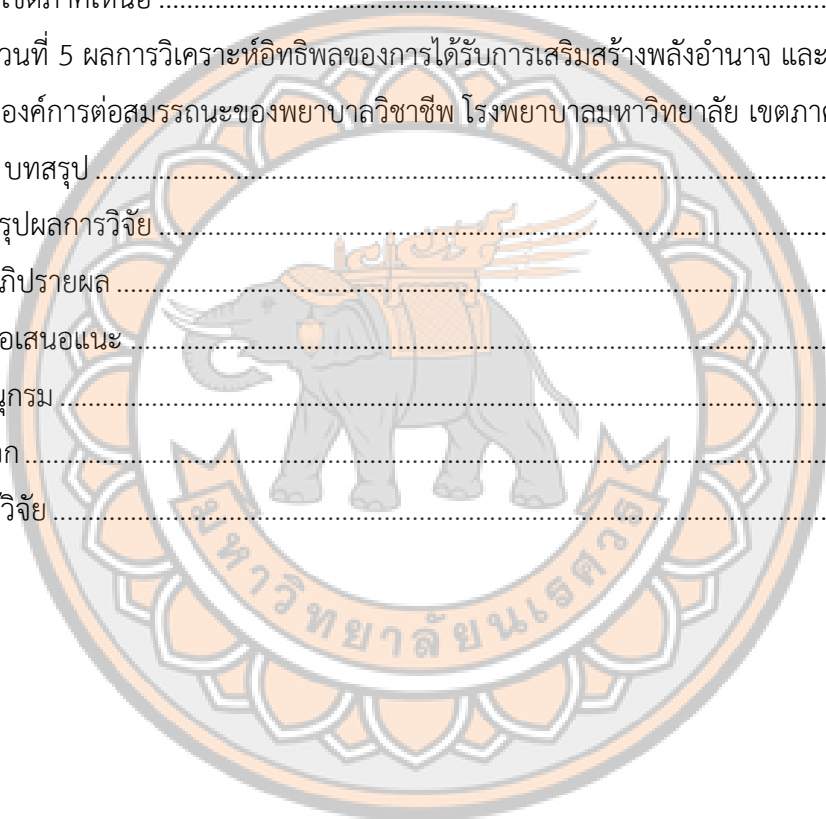 เขตภาคเหนือ ........................................................................................................
วนที่ 5 ผลการวิเคราะห์อิทธิพลของการได้รับการเสริมสร้างพลังอำนาจ และ
องค์การต่อสมรรถนะของพยาบาลวิชาชีพ โรงพยาบาลมหาวิทยาลัย เขตภาค
บทสรุป ........................................................................................................
รุปผลการวิจัย ........................................................................................................
ภิปรายผล ........................................................................................................
อเสนอแนะ ........................................................................................................
นุกรม ........................................................................................................
วิจัย ........................................................................................................
มหาวิทยาลัยนเรศวร